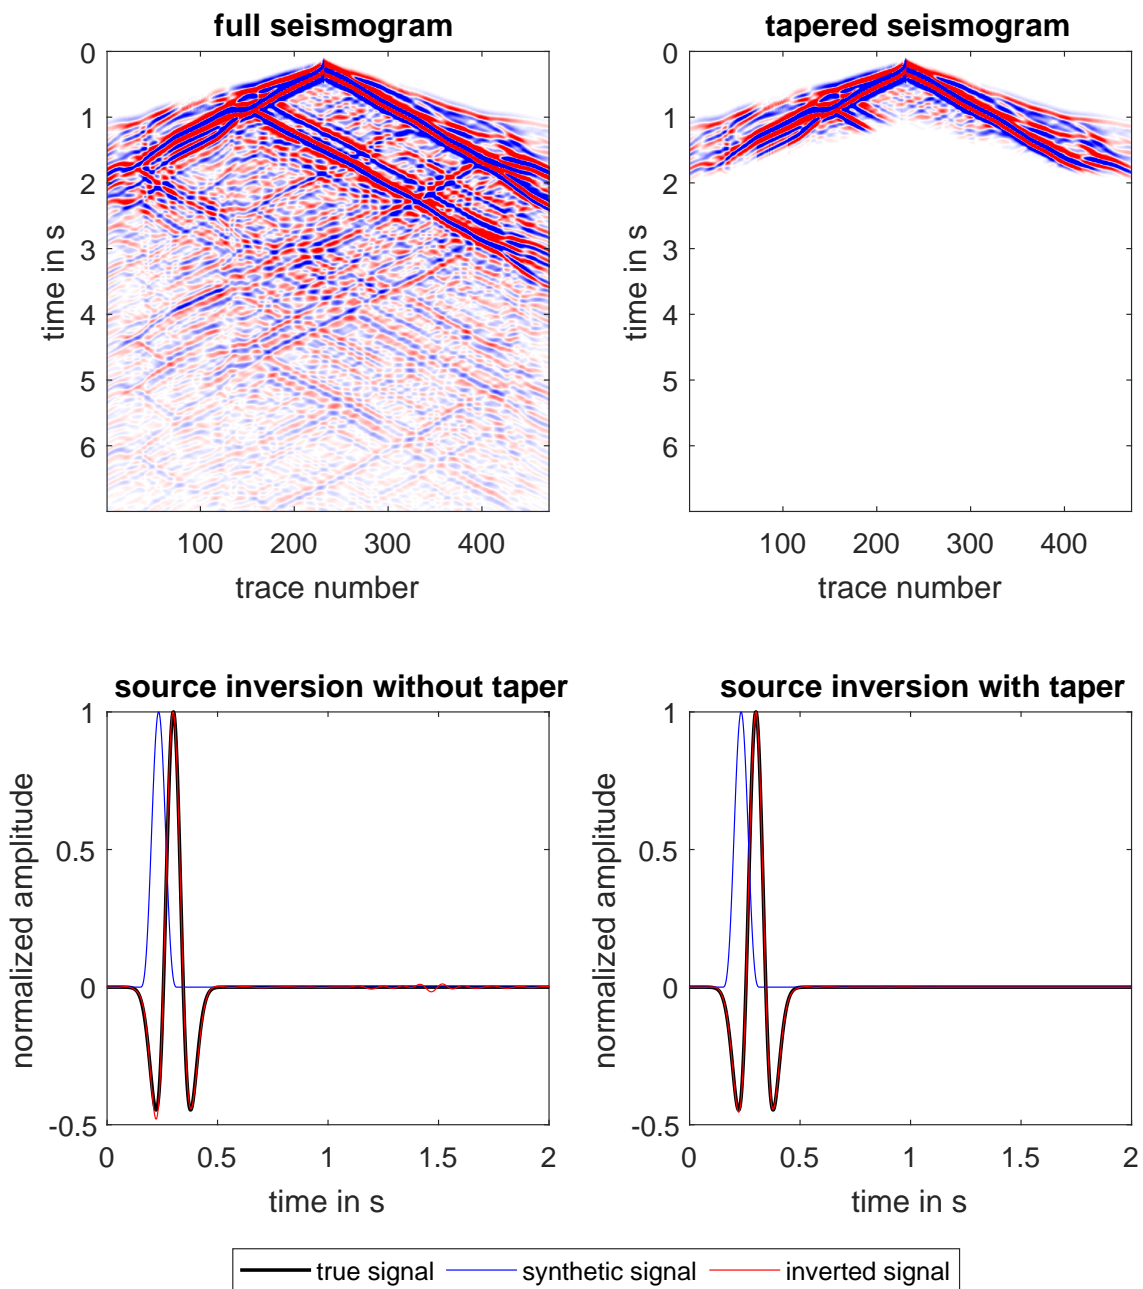 full seismogram
tapered seismogram
0
1
2
3
4
5
6
time in s
100 200 300 400
trace number
0
1
2
3
4
5
6
time in s
100 200 300 400
trace number
source inversion without taper
source inversion with taper
1
0.5
0
-0.5
normalized amplitude
0 0.5 1 1.5 2
time in s
1
0.5
0
-0.5
normalized amplitude
0 0.5 1 1.5 2
time in s
true signal synthetic signal inverted signal